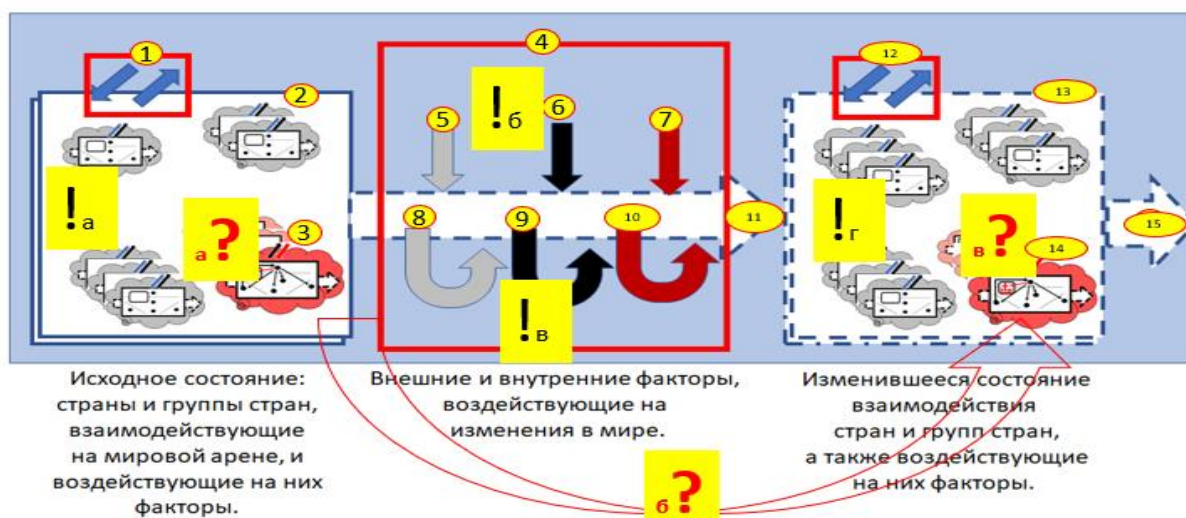 1
2
3
4
5
6
7
8
9
10
11
12
13
14
15
! а
а ?
! б
! в
! г
в ?
Исходное состояние:
страны и группы стран,
взаимодействующие
на мировой арене, и
воздействующие на них
факторы.
Внешние и внутренние факторы,
воздействующие на
изменения в мире.
Изменившееся состояние
взаимодействия
стран и групп стран,
а также воздействующие
на них факторы.
б ?